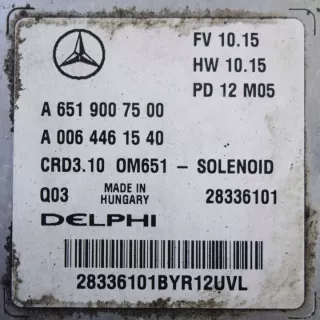 FV 10.15
HW 10.15
PD 12 M05
A 651 900 75 00
A 006 446 15 40
CRD3.10 OM651 - SOLENOID
Q03 MADE IN HUNGARY 28336101
DELPHI
28336101BYR12UVL